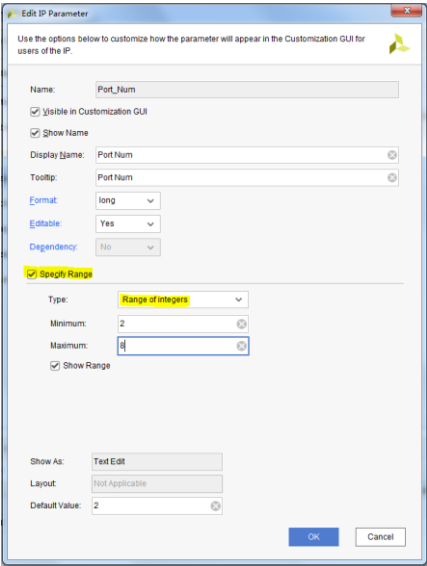 Edit IP Parameter
Use the options below to customize how the parameter will appear in the Customization GUI for
users of the IP.
Name: Port_Num
Visible in Customization GUI
Show Name
Display Name: Port Num
Tooltip: Port Num
Format: long
Editable: Yes
Dependency: No
Specify Range
Type: Range of integers
Minimum: 2
Maximum: 8
Show Range
Show As: Text Edit
Layout: Not Applicable
Default Value: 2
OK Cancel